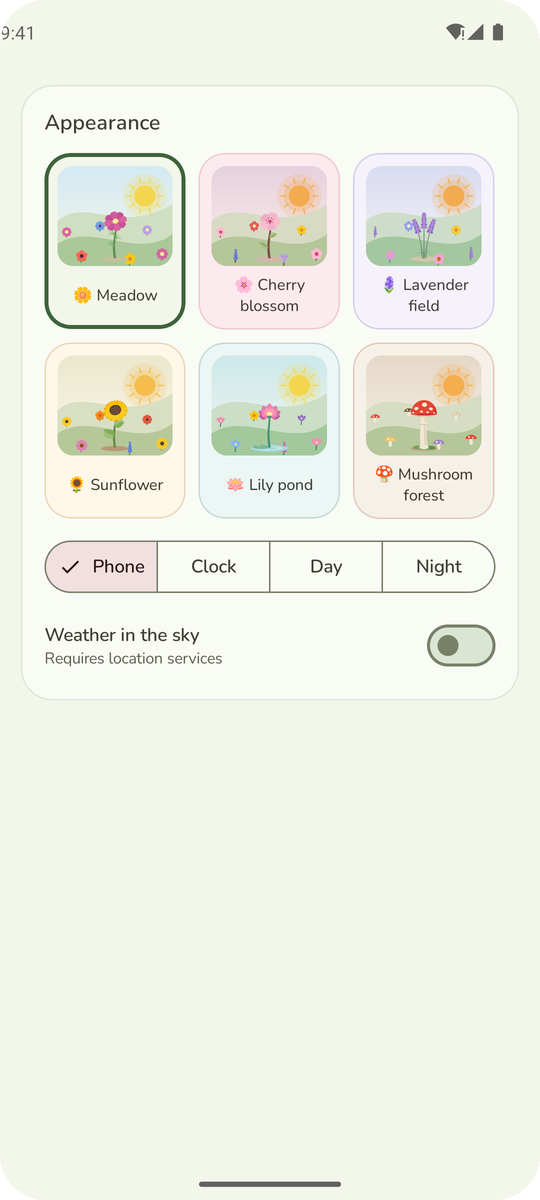 9:41
Appearance
Meadow
Cherry
blossom
Lavender
field
Sunflower
Lily pond
Mushroom
forest
Phone
Clock
Day
Night
Weather in the sky
Requires location services